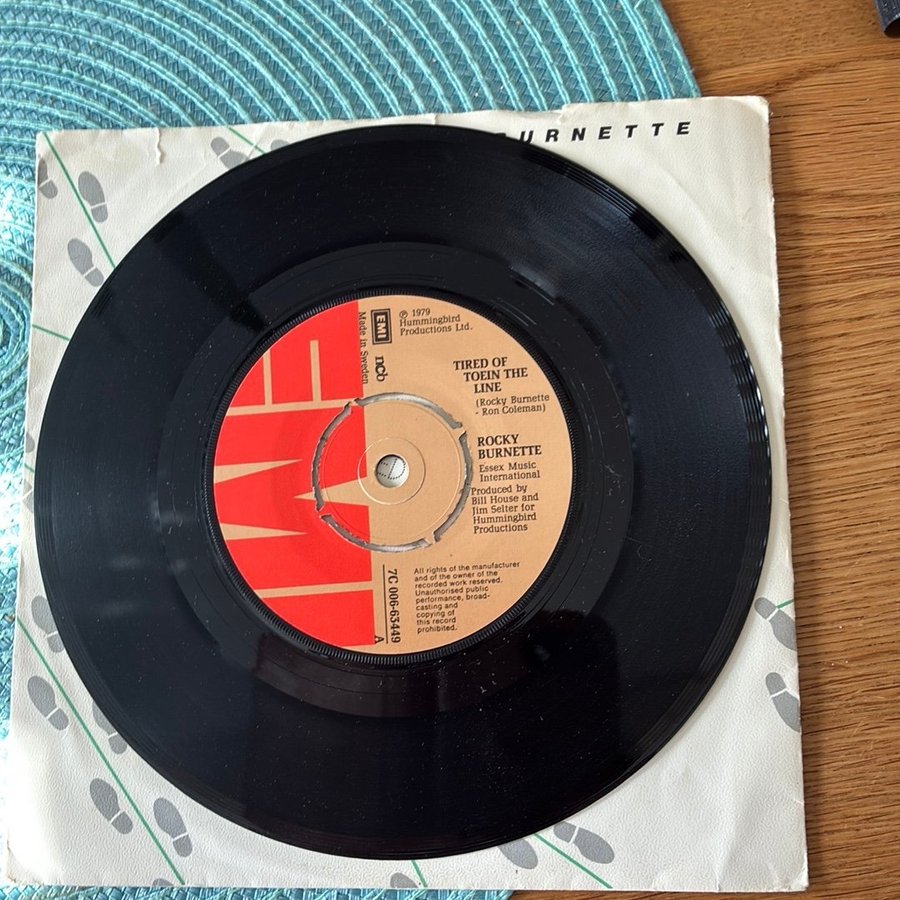 URNETTE
EMI
EMI
ncb
Made in Sweden
℗ 1979
Hummingbird
Productions Ltd.
TIRED OF
TOEIN THE
LINE
(Rocky Burnette
- Ron Coleman)
ROCKY
BURNETTE
Essex Music
International
Produced by
Bill House and
Jim Selter for
Hummingbird
Productions
All rights of the manufacturer
and of the owner of the
recorded work reserved.
Unauthorised public
performance, broad-
casting and
copying of
this record
prohibited.
7C 006-63449
A